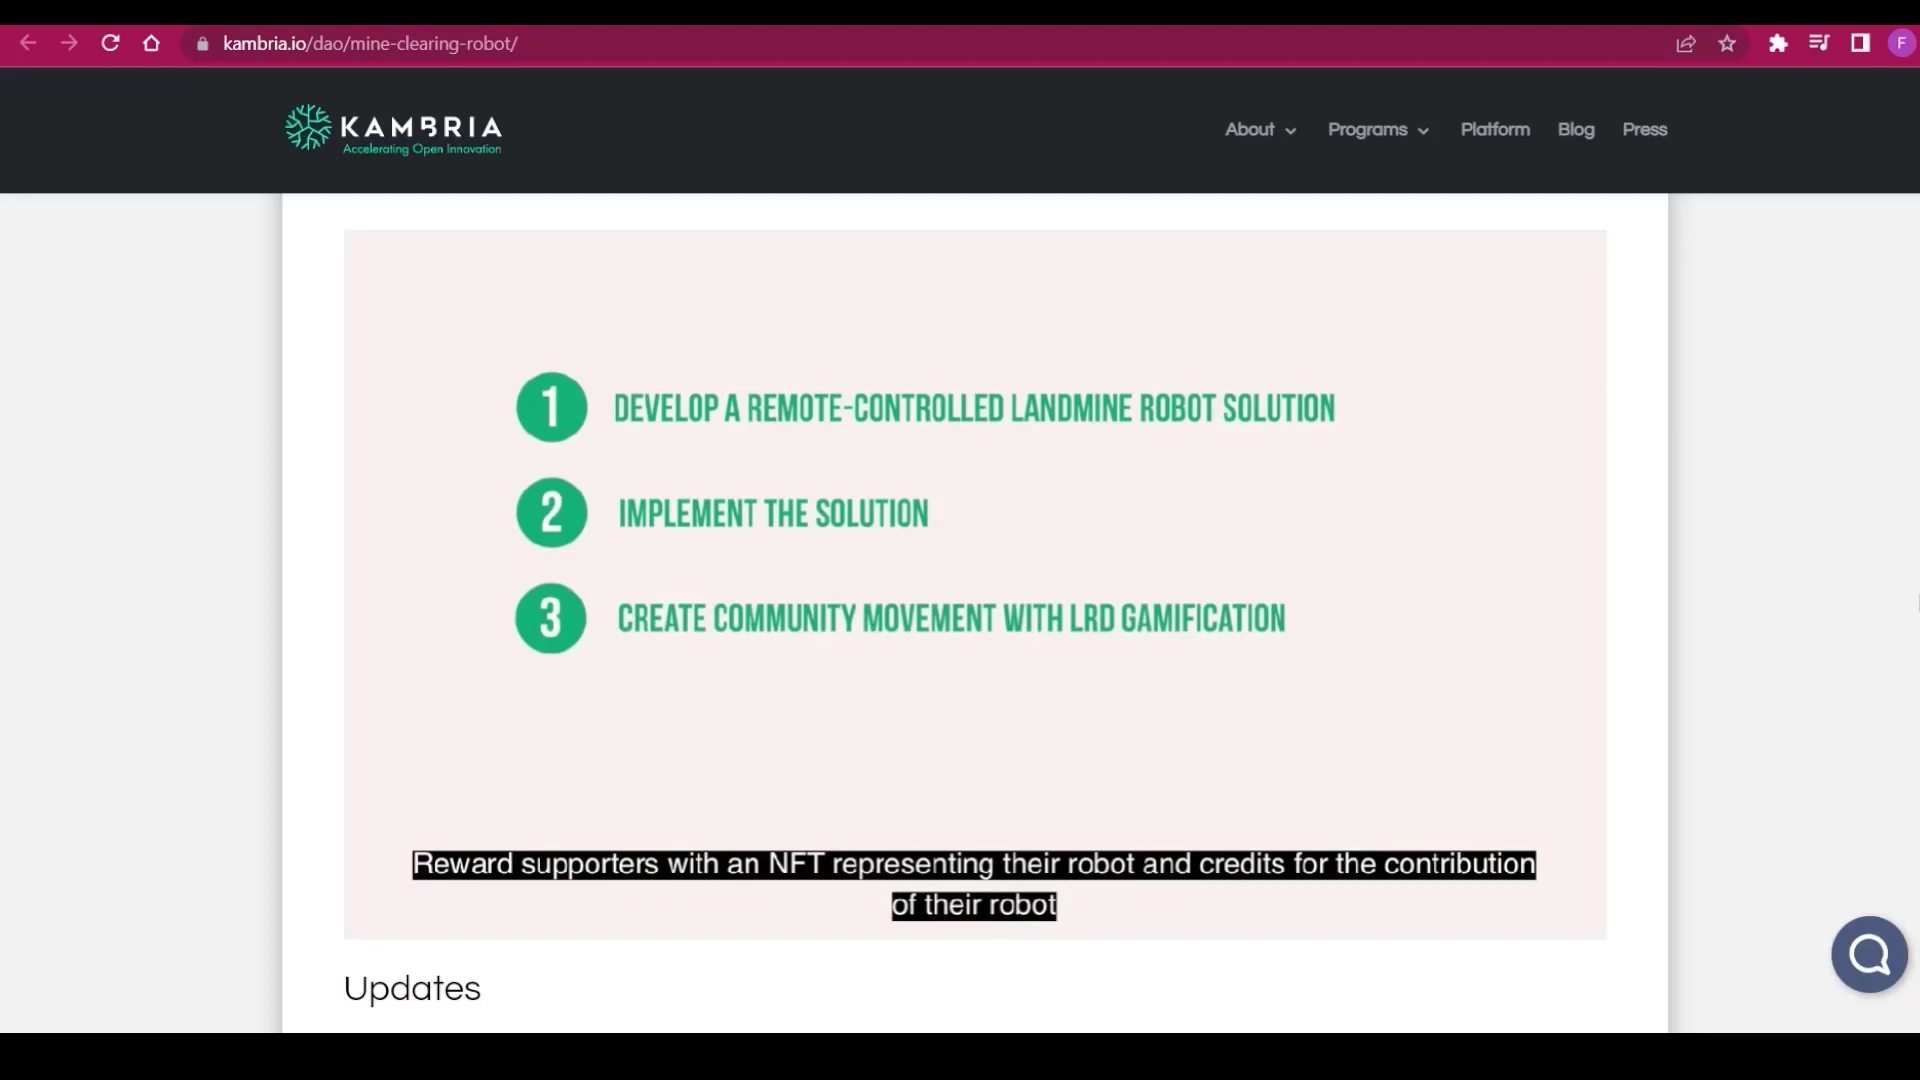 kambria.io/dao/mine-clearing-robot/
F
KAMBRIA
Accelerating Open Innovation
About
Programs
Platform
Blog
Press
1 DEVELOP A REMOTE-CONTROLLED LANDMINE ROBOT SOLUTION
2 IMPLEMENT THE SOLUTION
3 CREATE COMMUNITY MOVEMENT WITH LRD GAMIFICATION
Reward supporters with an NFT representing their robot and credits for the contribution
of their robot
Updates